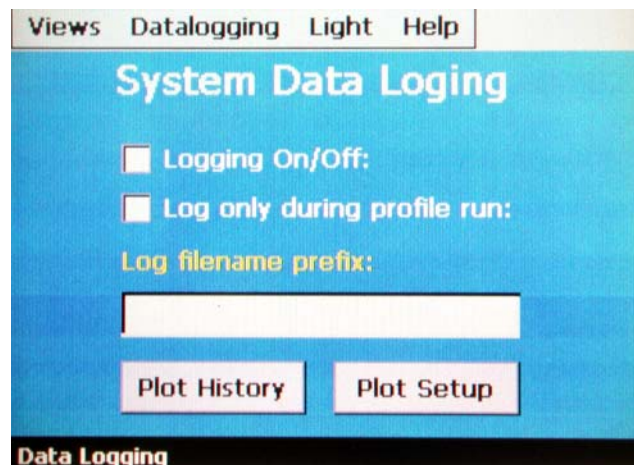 Views Datalogging Light Help
System Data Loging
Logging On/Off:
Log only during profile run:
Log filename prefix:
Plot History Plot Setup
Data Logging